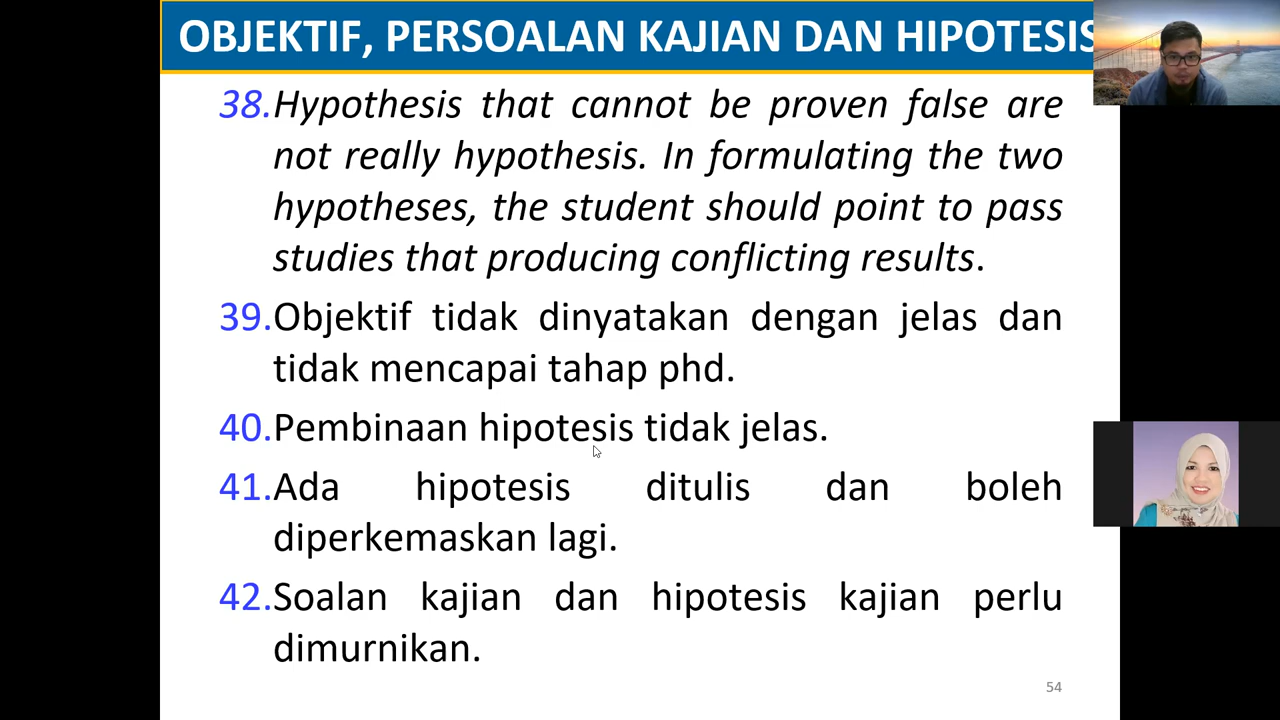 OBJEKTIF, PERSOALAN KAJIAN DAN HIPOTESIS
38.Hypothesis that cannot be proven false are
not really hypothesis. In formulating the two
hypotheses, the student should point to pass
studies that producing conflicting results.
39.Objektif tidak dinyatakan dengan jelas dan
tidak mencapai tahap phd.
40.Pembinaan hipotesis tidak jelas.
41.Ada hipotesis ditulis dan boleh
diperkemaskan lagi.
42.Soalan kajian dan hipotesis kajian perlu
dimurnikan.
54